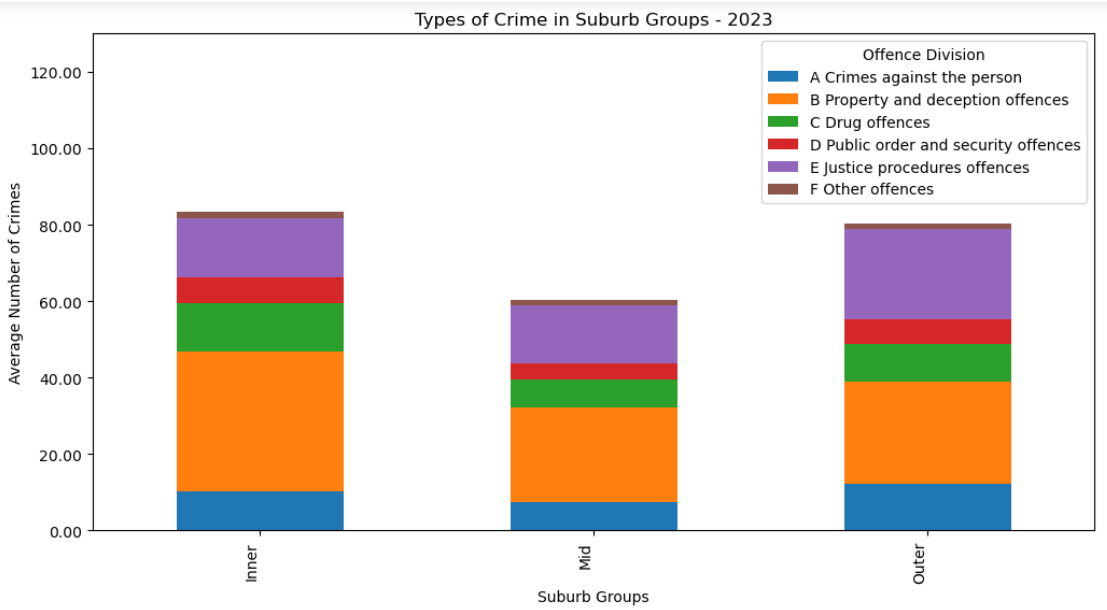 Types of Crime in Suburb Groups - 2023
Offence Division
A Crimes against the person
B Property and deception offences
C Drug offences
D Public order and security offences
E Justice procedures offences
F Other offences
Average Number of Crimes
120.00
100.00
80.00
60.00
40.00
20.00
0.00
Inner
Mid
Outer
Suburb Groups